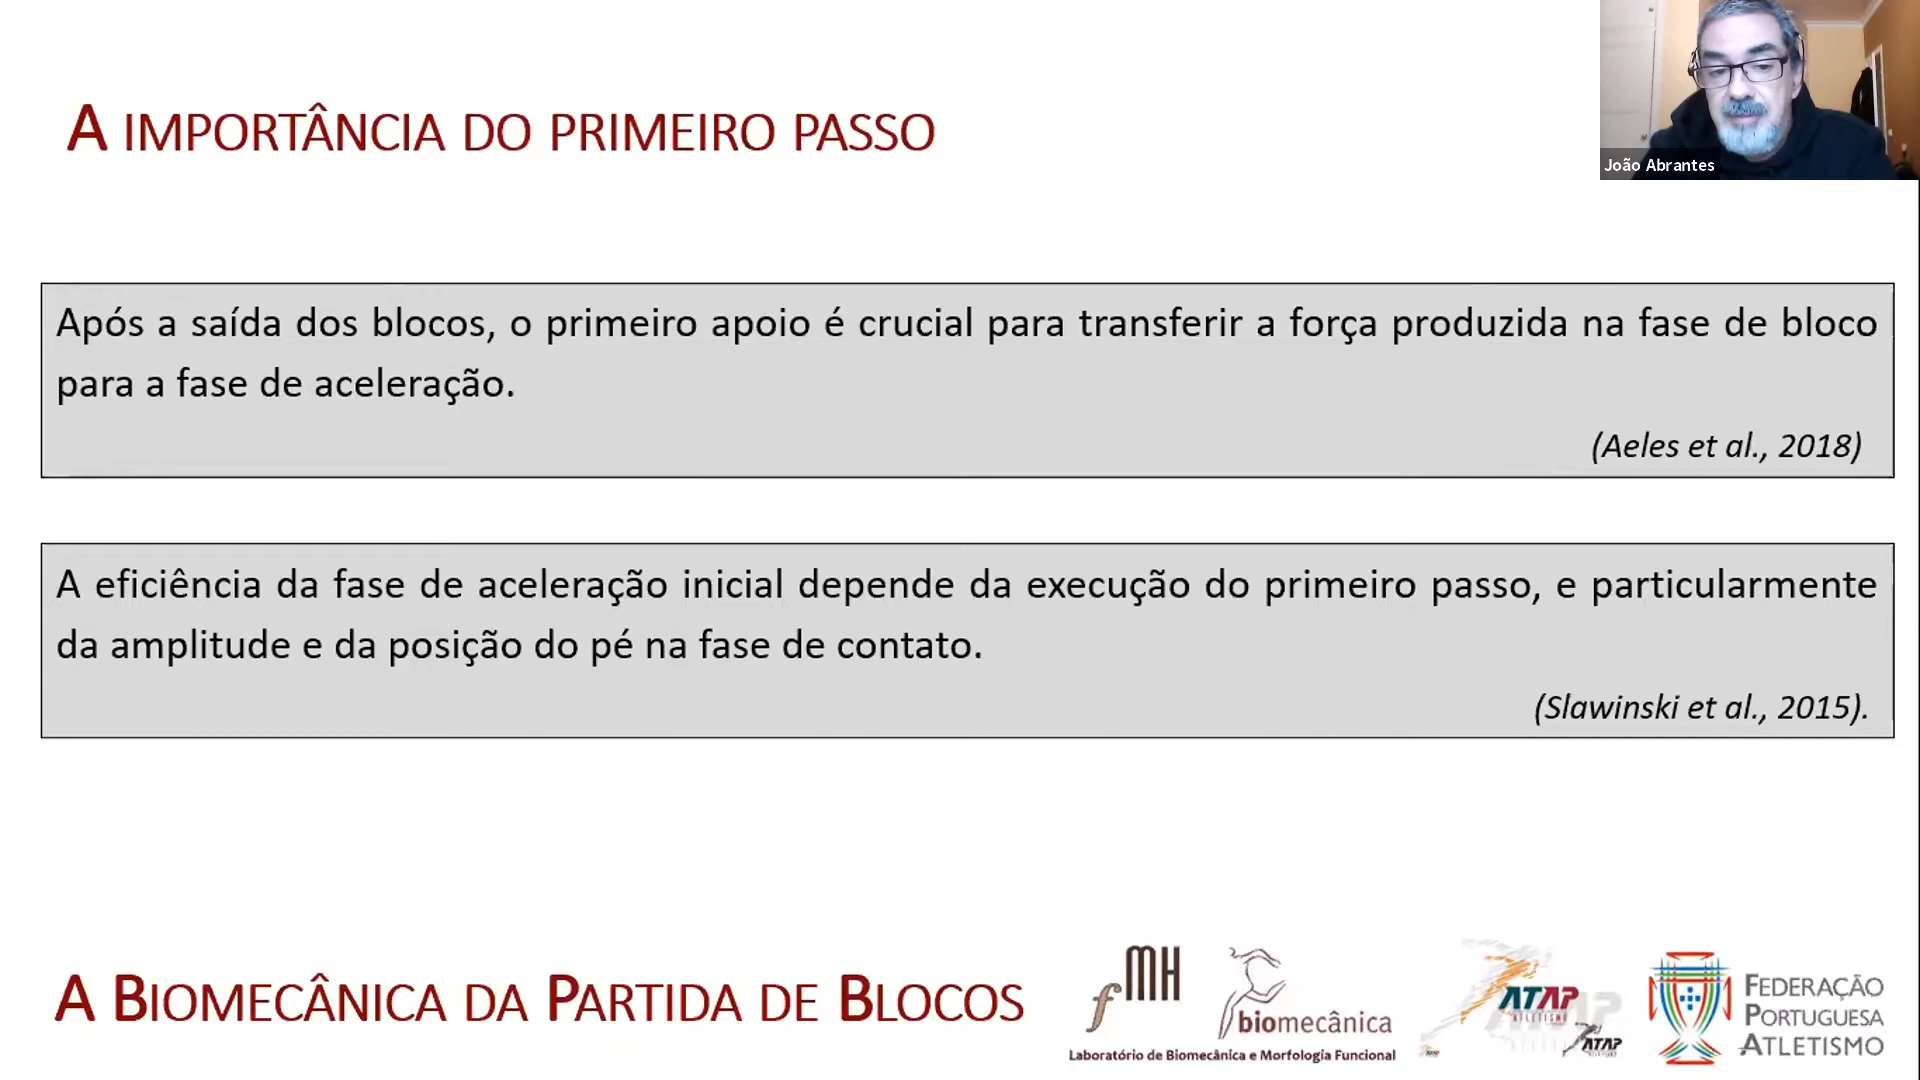 A IMPORTÂNCIA DO PRIMEIRO PASSO
João Abrantes
Após a saída dos blocos, o primeiro apoio é crucial para transferir a força produzida na fase de bloco
para a fase de aceleração.
(Aeles et al., 2018)
A eficiência da fase de aceleração inicial depende da execução do primeiro passo, e particularmente
da amplitude e da posição do pé na fase de contato.
(Slawinski et al., 2015).
A BIOMECÂNICA DA PARTIDA DE BLOCOS
fMH
biomecânica
Laboratório de Biomecânica e Morfologia Funcional
ATAP
ATLETISMO
ATAP
FEDERAÇÃO
PORTUGUESA
ATLETISMO